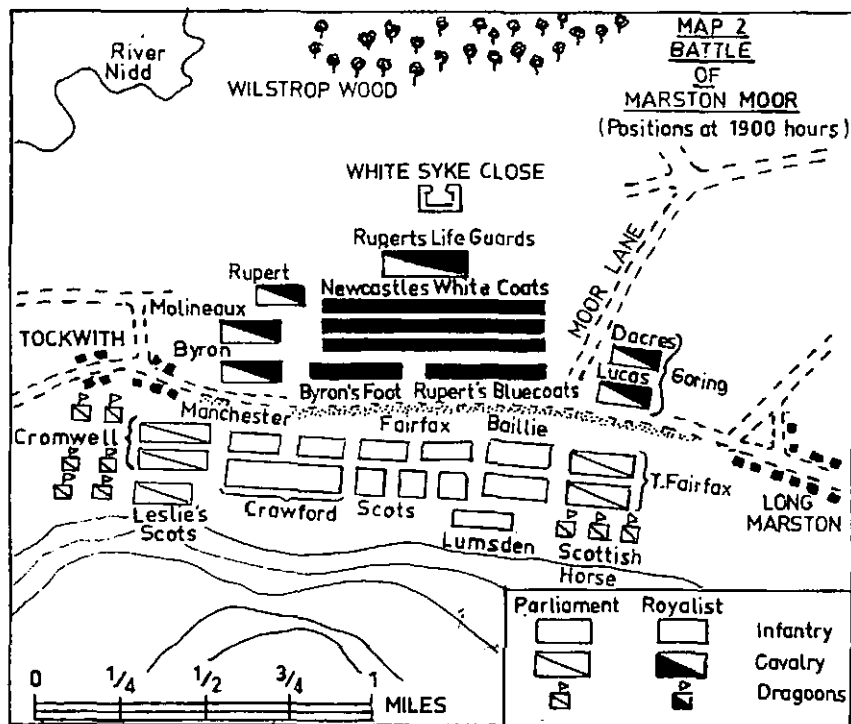 MAP 2
BATTLE
OF
MARSTON MOOR
(Positions at 1900 hours)
River
Nidd
WILSTROP WOOD
WHITE SYKE CLOSE
Ruperts Life Guards
Rupert
Newcastles White Coats
MOOR LANE
Molineaux
TOCKWITH
Byron
Dacres
Lucas
Goring
Byron's Foot
Rupert's Bluecoats
Manchester
Fairfax
Baillie
Cromwell
T.Fairfax
Leslie's
Scots
Crawford
Scots
Lumsden
Scottish
Horse
LONG
MARSTON
Parliament
Royalist
Infantry
Cavalry
Dragoons
0
1/4
1/2
3/4
1
MILES